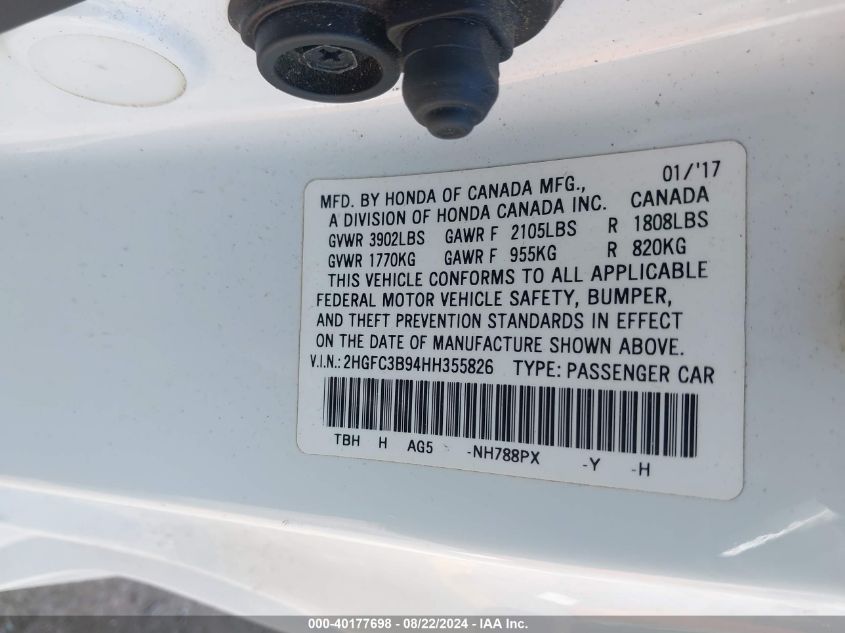 01/'17
MFD. BY HONDA OF CANADA MFG.,
A DIVISION OF HONDA CANADA INC. CANADA
GVWR 3902LBS GAWR F 2105LBS R 1808LBS
GVWR 1770KG GAWR F 955KG R 820KG
THIS VEHICLE CONFORMS TO ALL APPLICABLE
FEDERAL MOTOR VEHICLE SAFETY, BUMPER,
AND THEFT PREVENTION STANDARDS IN EFFECT
ON THE DATE OF MANUFACTURE SHOWN ABOVE.
V.I.N.: 2HGFC3B94HH355826 TYPE: PASSENGER CAR
TBH H AG5 -NH788PX -Y -H
000-40177698 - 08/22/2024 - IAA Inc.